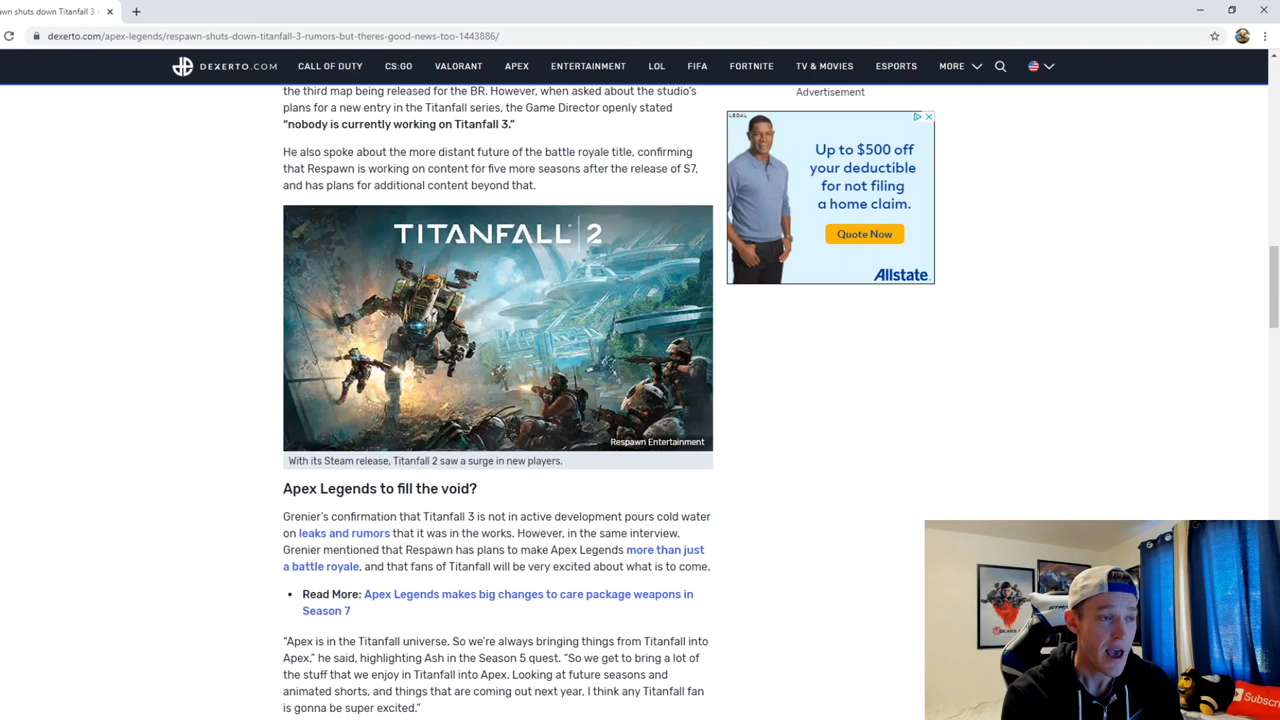 awn shuts down Titanfall 3
dexerto.com/apex-legends/respawn-shuts-down-titanfall-3-rumors-but-theres-good-news-too-1443886/
DEXERTO.COM CALL OF DUTY CS:GO VALORANT APEX ENTERTAINMENT LOL FIFA FORTNITE TV & MOVIES ESPORTS MORE
the third map being released for the BR. However, when asked about the studio's
plans for a new entry in the Titanfall series, the Game Director openly stated
“nobody is currently working on Titanfall 3.”
He also spoke about the more distant future of the battle royale title, confirming
that Respawn is working on content for five more seasons after the release of S7,
and has plans for additional content beyond that.
TITANFALL 2
Respawn Entertainment
With its Steam release, Titanfall 2 saw a surge in new players.
Apex Legends to fill the void?
Grenier's confirmation that Titanfall 3 is not in active development pours cold water
on leaks and rumors that it was in the works. However, in the same interview,
Grenier mentioned that Respawn has plans to make Apex Legends more than just
a battle royale, and that fans of Titanfall will be very excited about what is to come.
• Read More: Apex Legends makes big changes to care package weapons in
Season 7
“Apex is in the Titanfall universe. So we're always bringing things from Titanfall into
Apex,” he said, highlighting Ash in the Season 5 quest. “So we get to bring a lot of
the stuff that we enjoy in Titanfall into Apex. Looking at future seasons and
animated shorts, and things that are coming out next year, I think any Titanfall fan
is gonna be super excited.”
Advertisement
LEGAL
Up to $500 off
your deductible
for not filing
a home claim.
Quote Now
Allstate.
GEARS
Subscr